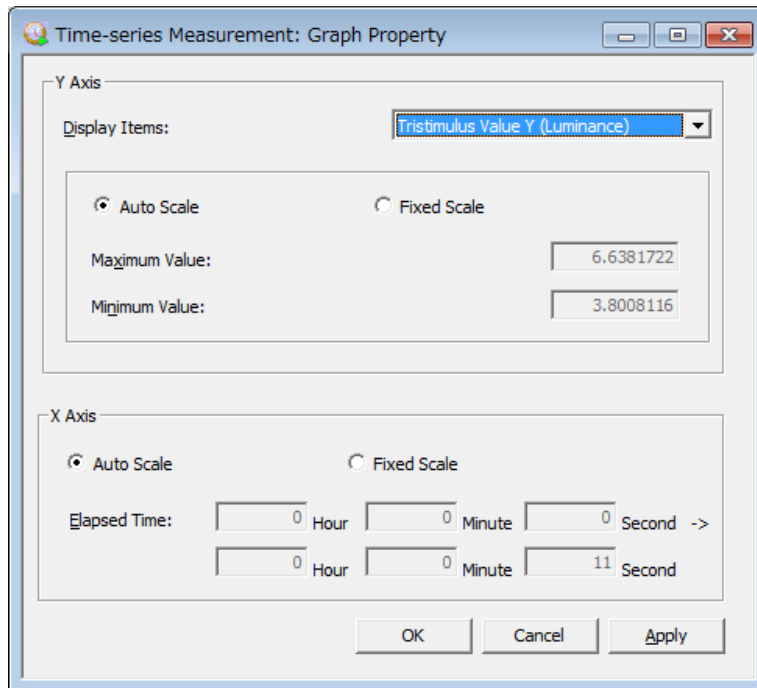 Time-series Measurement: Graph Property
Y Axis
Display Items: Tristimulus Value Y (Luminance)
Auto Scale Fixed Scale
Maximum Value: 6.6381722
Minimum Value: 3.8008116
X Axis
Auto Scale Fixed Scale
Elapsed Time: 0 Hour 0 Minute 0 Second ->
0 Hour 0 Minute 11 Second
OK Cancel Apply